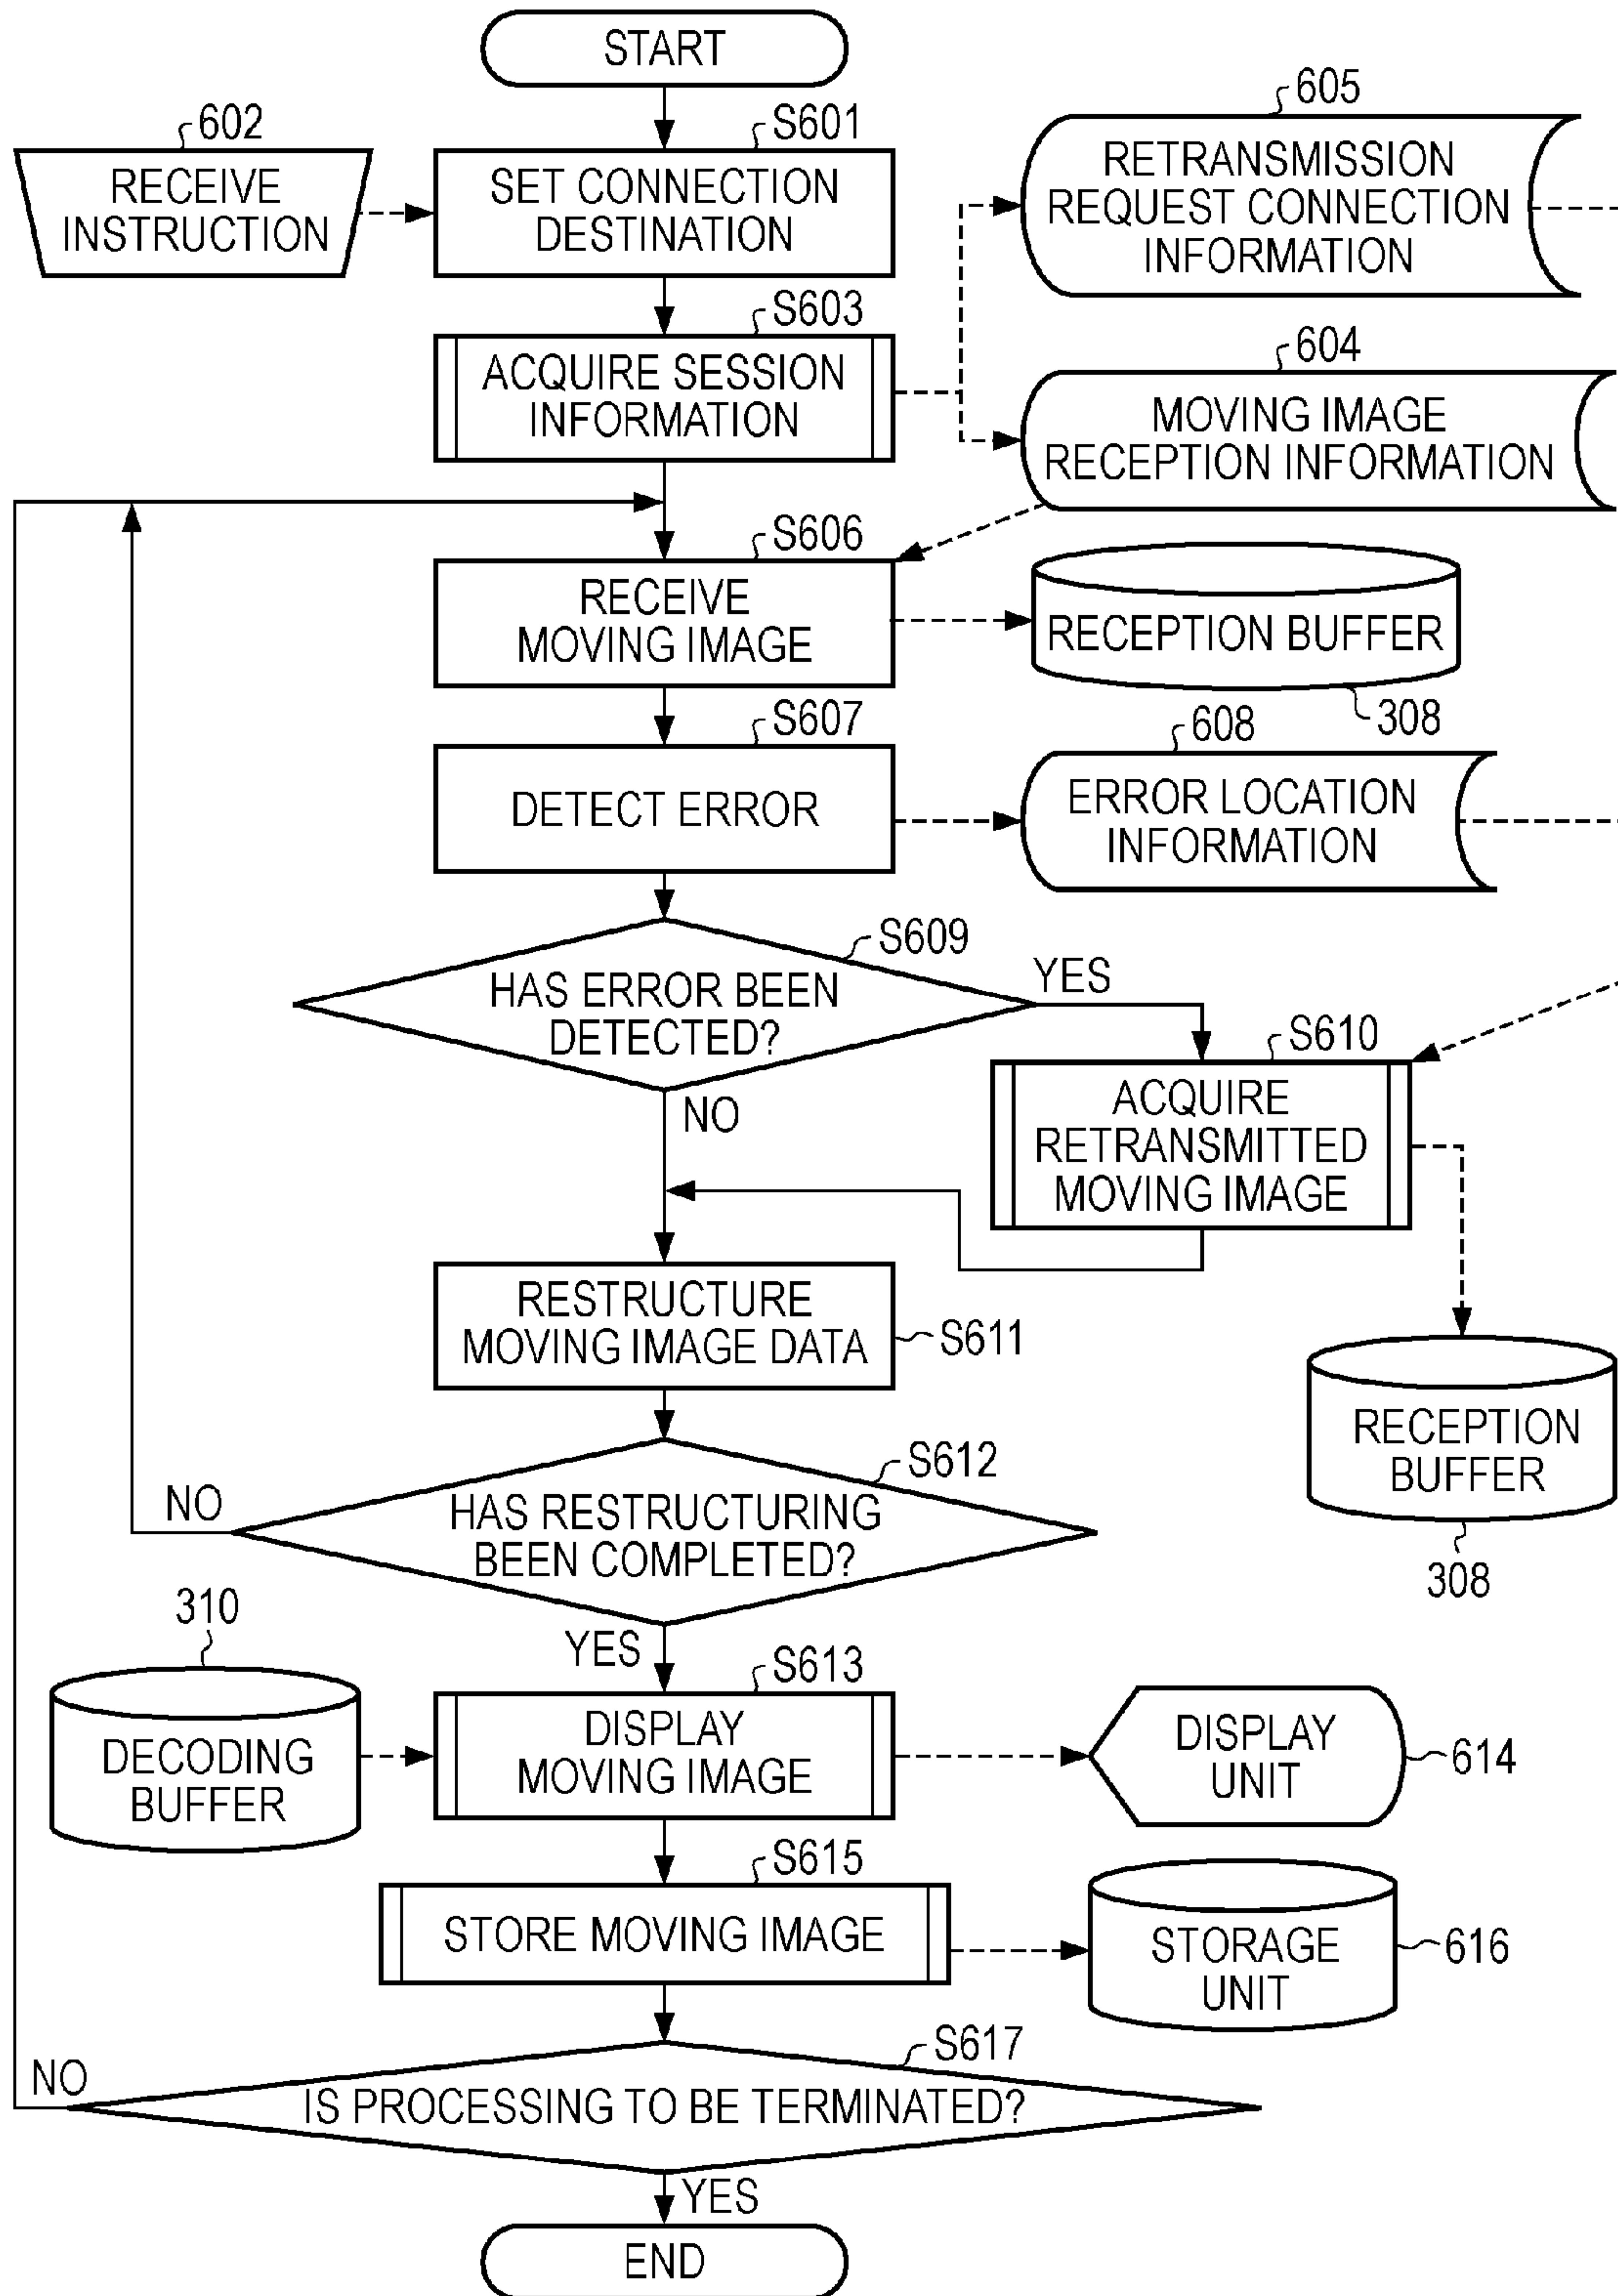 START
602
RECEIVE
INSTRUCTION
S601
SET CONNECTION
DESTINATION
605
RETRANSMISSION
REQUEST CONNECTION
INFORMATION
S603
ACQUIRE SESSION
INFORMATION
604
MOVING IMAGE
RECEPTION INFORMATION
S606
RECEIVE
MOVING IMAGE
RECEPTION BUFFER
308
S607
DETECT ERROR
608
ERROR LOCATION
INFORMATION
S609
HAS ERROR BEEN
DETECTED?
YES
NO
S610
ACQUIRE
RETRANSMITTED
MOVING IMAGE
RESTRUCTURE
MOVING IMAGE DATA
S611
RECEPTION
BUFFER
308
S612
HAS RESTRUCTURING
BEEN COMPLETED?
NO
YES
310
DECODING
BUFFER
S613
DISPLAY
MOVING IMAGE
DISPLAY
UNIT
614
S615
STORE MOVING IMAGE
STORAGE
UNIT
616
S617
IS PROCESSING TO BE TERMINATED?
NO
YES
END